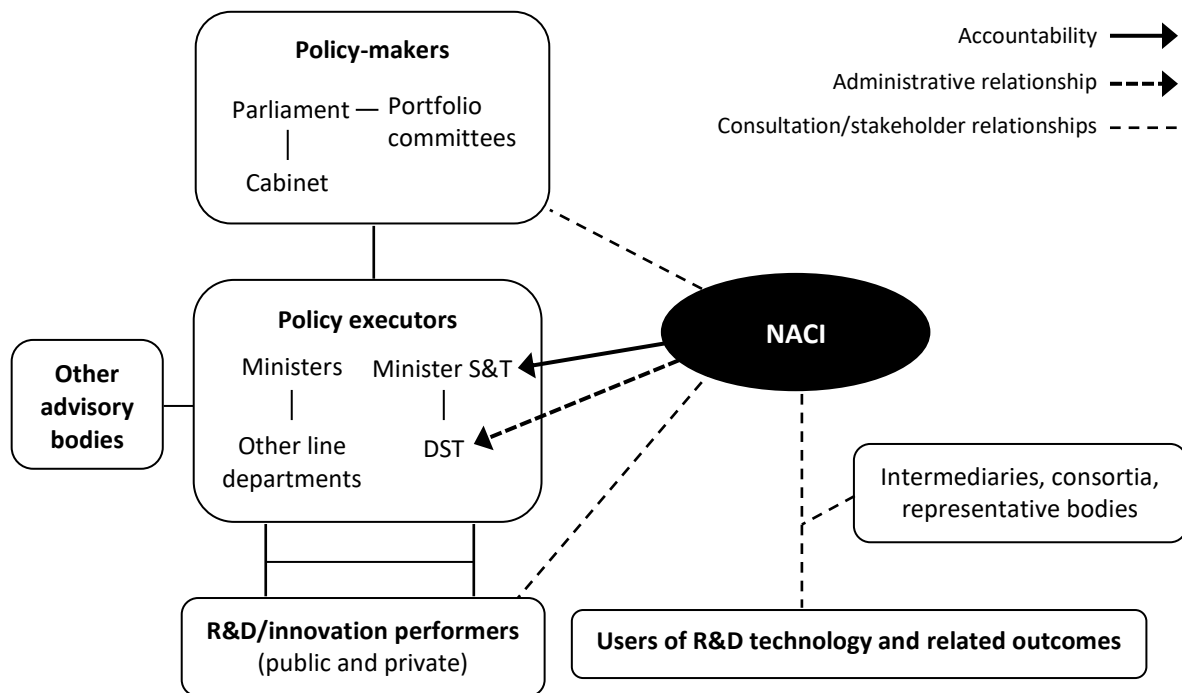 Policy-makers
Parliament — Portfolio
committees
Cabinet
Accountability
Administrative relationship
Consultation/stakeholder relationships
Policy executors
Ministers
Minister S&T
Other line
departments
DST
Other
advisory
bodies
NACI
Intermediaries, consortia,
representative bodies
R&D/innovation performers
(public and private)
Users of R&D technology and related outcomes